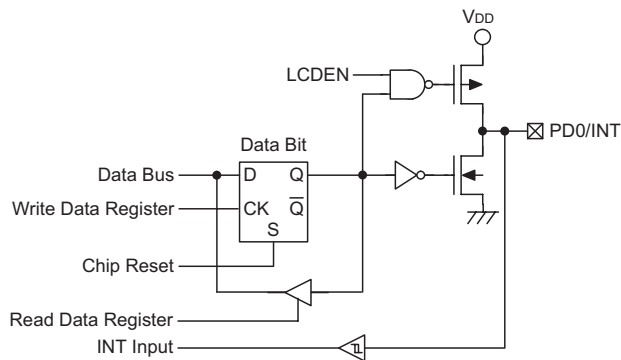 VDD
LCDEN
PD0/INT
Data Bit
Data Bus
D Q
Write Data Register
CK Q
S
Chip Reset
Read Data Register
INT Input